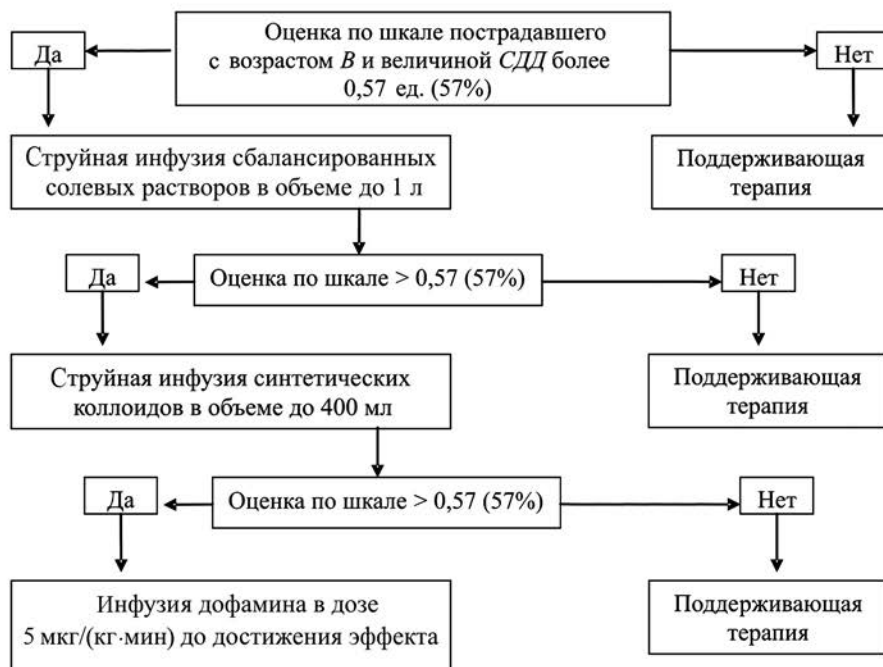 Оценка по шкале пострадавшего
Да
с возрастом В и величиной СДД более
Нет
0,57 ед. (57%)
Струйная инфузия сбалансированных
солевых растворов в объеме до 1 л
Поддерживающая
терапия
Да
Оценка по шкале > 0,57 (57%)
Нет
Струйная инфузия синтетических
коллоидов в объеме до 400 мл
Поддерживающая
терапия
Да
Оценка по шкале > 0,57 (57%)
Нет
Инфузия дофамина в дозе
5 мкг/(кг·мин) до достижения эффекта
Поддерживающая
терапия